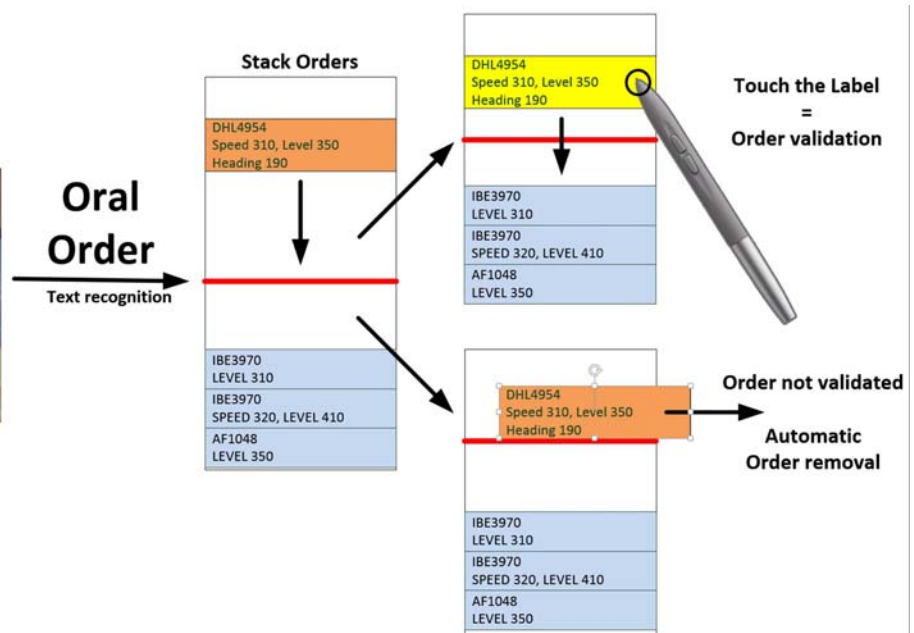 Oral
Order
Text recognition
Stack Orders
DHL4954
Speed 310, Level 350
Heading 190
IBE3970
LEVEL 310
IBE3970
SPEED 320, LEVEL 410
AF1048
LEVEL 350
DHL4954
Speed 310, Level 350
Heading 190
IBE3970
LEVEL 310
IBE3970
SPEED 320, LEVEL 410
AF1048
LEVEL 350
Touch the Label
=
Order validation
DHL4954
Speed 310, Level 350
Heading 190
IBE3970
LEVEL 310
IBE3970
SPEED 320, LEVEL 410
AF1048
LEVEL 350
Order not validated
Automatic
Order removal